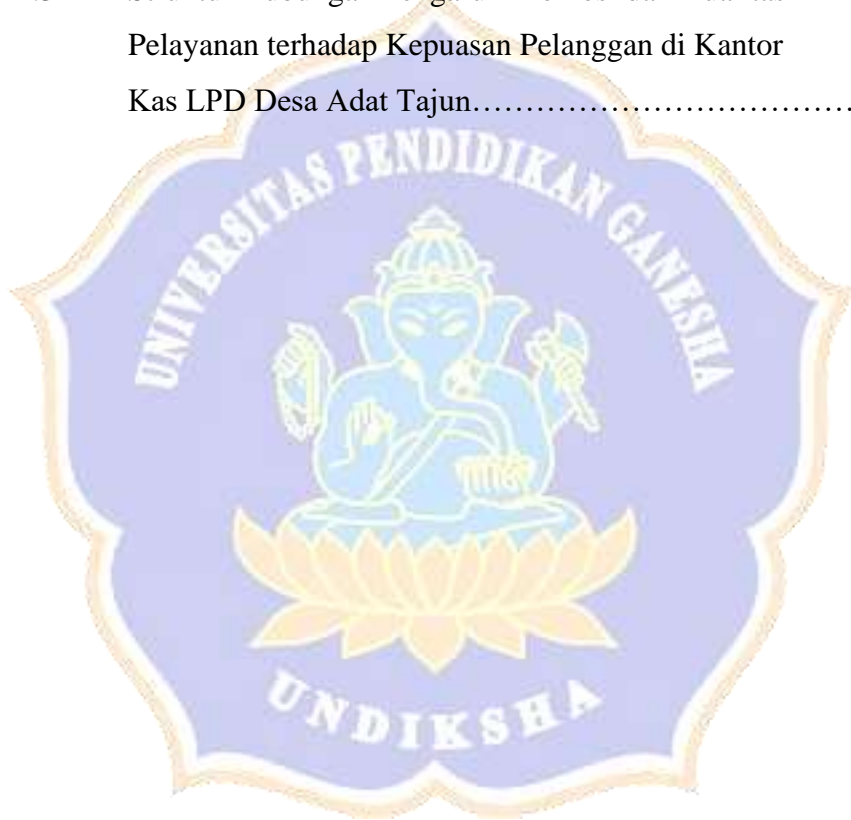 Pelayanan terhadap Kepuasan Pelanggan di Kantor
Kas LPD Desa Adat Tajun……………………………….
UNIVERSITAS PENDIDIKAN GANESHA
UNDIKSHA